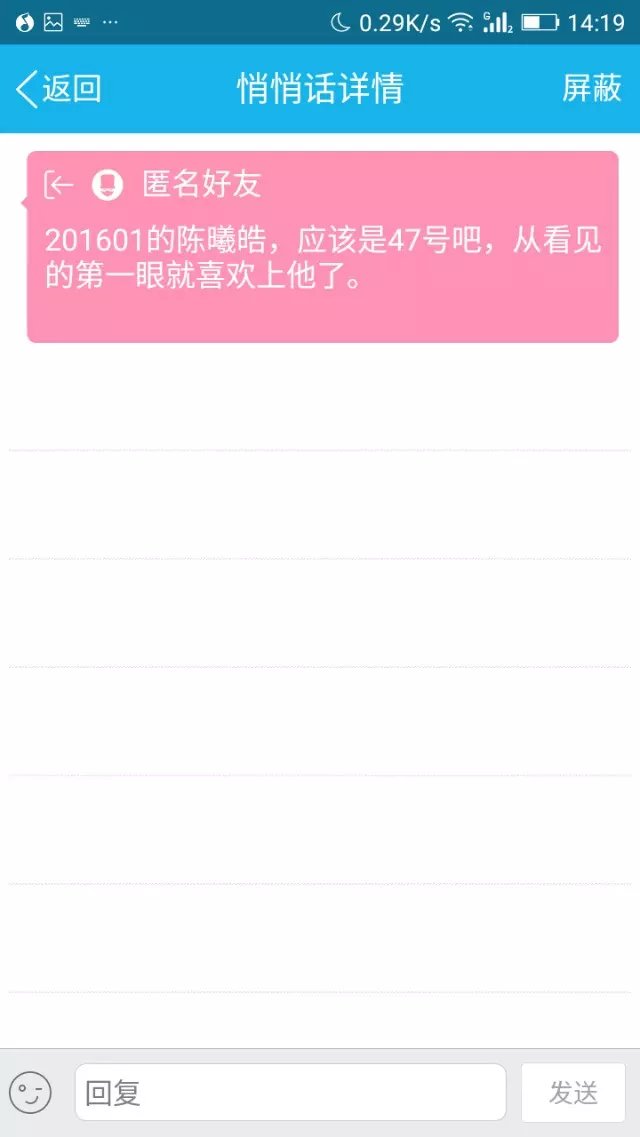 0.29K/s 14:19
返回 悄悄话详情 屏蔽
匿名好友
201601的陈曦皓，应该是47号吧，从看见
的第一眼就喜欢上他了。
回复 发送